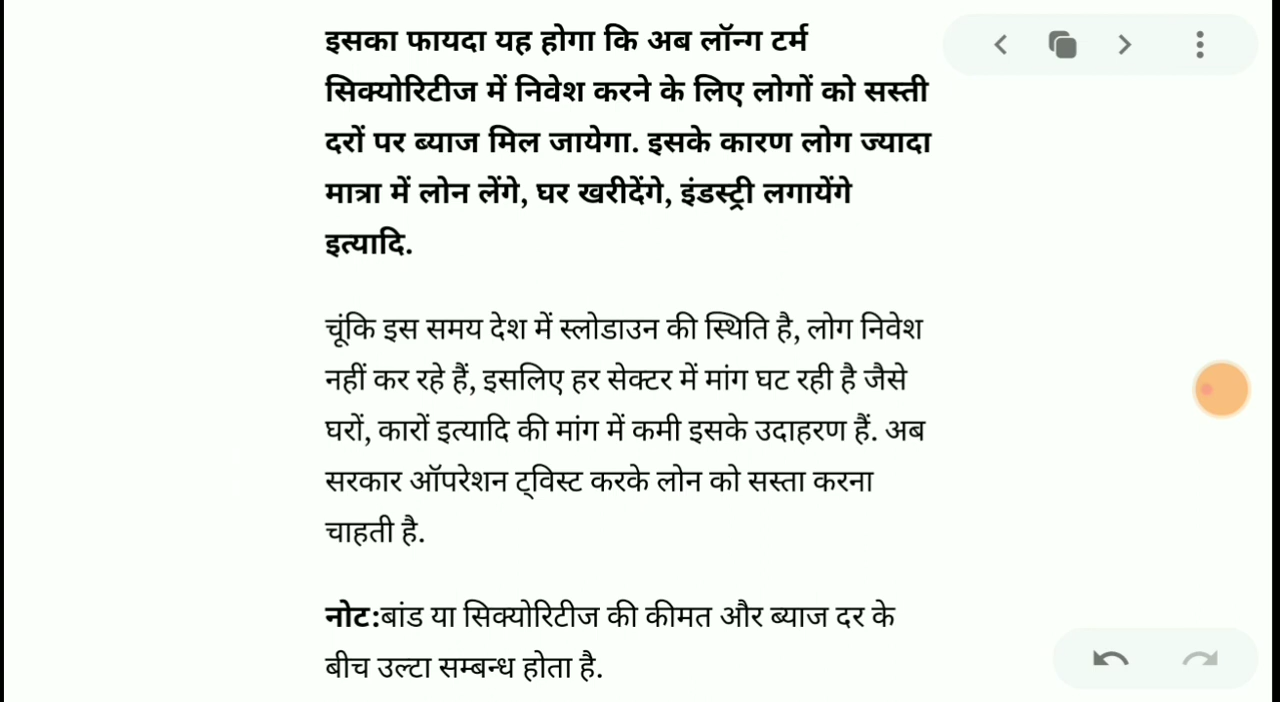 इसका फायदा यह होगा कि अब लॉन्ग टर्म
सिक्योरिटीज में निवेश करने के लिए लोगों को सस्ती
दरों पर ब्याज मिल जायेगा. इसके कारण लोग ज्यादा
मात्रा में लोन लेंगे, घर खरीदेंगे, इंडस्ट्री लगायेंगे
इत्यादि.
चूंकि इस समय देश में स्लोडाउन की स्थिति है, लोग निवेश
नहीं कर रहे हैं, इसलिए हर सेक्टर में मांग घट रही है जैसे
घरों, कारों इत्यादि की मांग में कमी इसके उदाहरण हैं. अब
सरकार ऑपरेशन ट्विस्ट करके लोन को सस्ता करना
चाहती है.
नोट:बांड या सिक्योरिटीज की कीमत और ब्याज दर के
बीच उल्टा सम्बन्ध होता है.